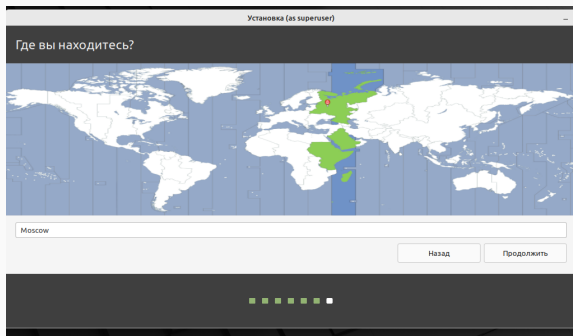 Установка (as superuser)
Где вы находитесь?
Moscow
Назад
Продолжить